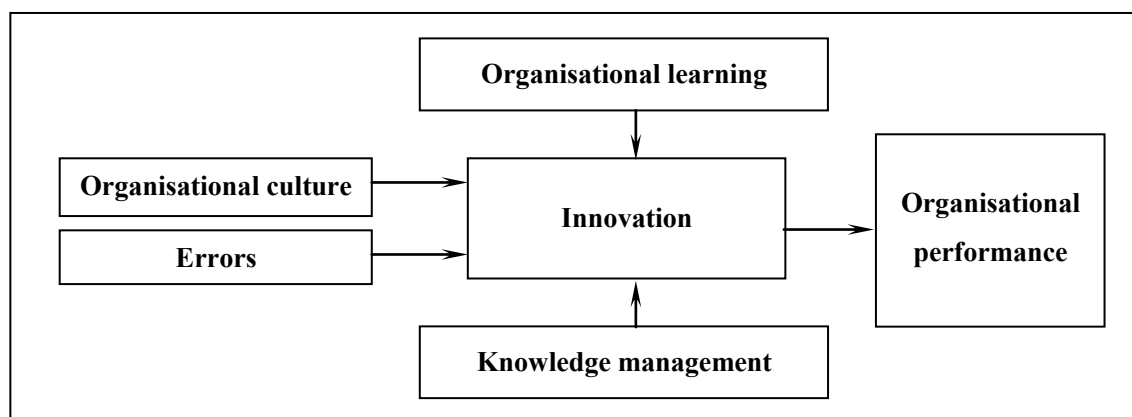 Organisational learning
Organisational culture
Errors
Innovation
Organisational
performance
Knowledge management